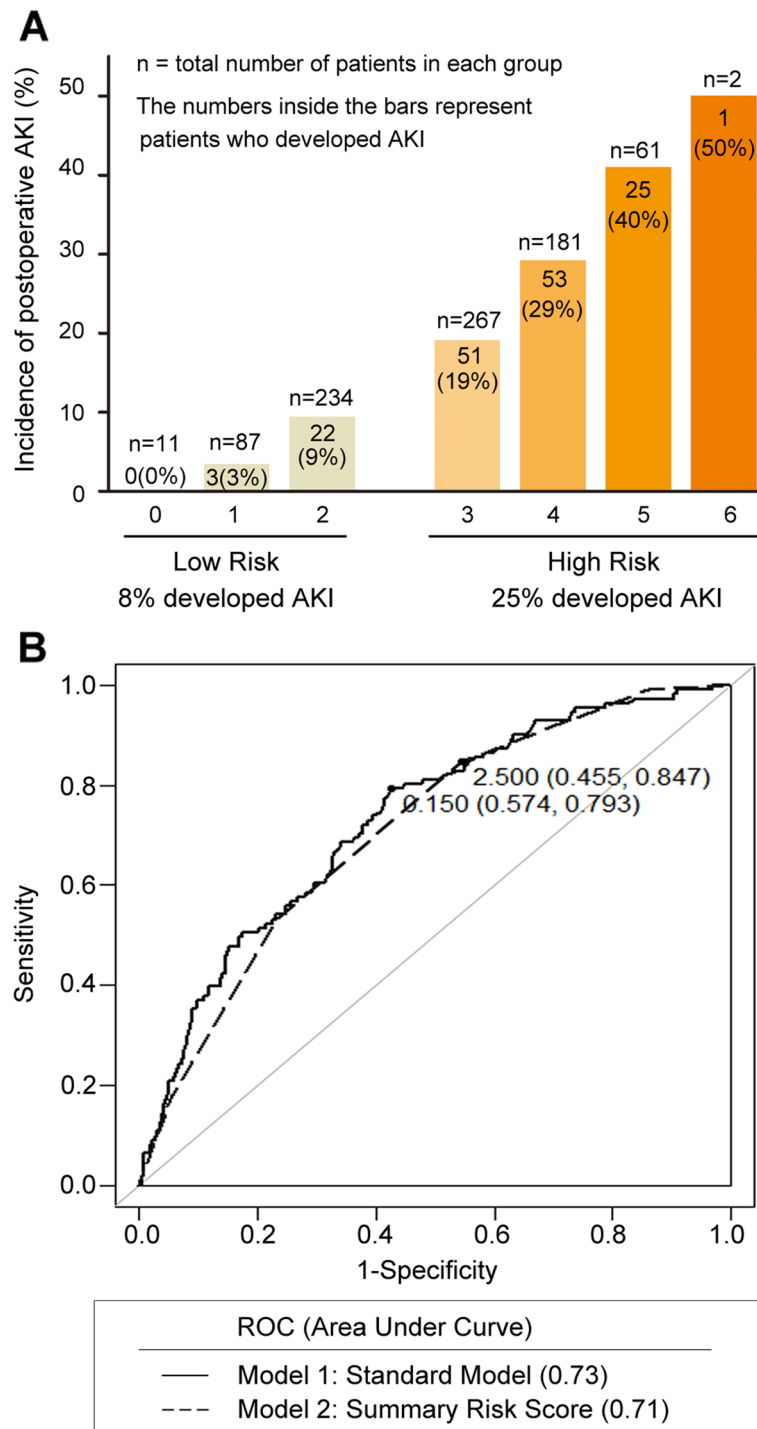 A
n = total number of patients in each group
The numbers inside the bars represent
patients who developed AKI
Incidence of postoperative AKI (%)
50
40
30
20
10
0
n=11
0(0%)
n=87
3(3%)
n=234
22
(9%)
n=267
51
(19%)
n=181
53
(29%)
n=61
25
(40%)
n=2
1
(50%)
0 1 2 3 4 5 6
Low Risk
8% developed AKI
High Risk
25% developed AKI
B
Sensitivity
1.0
0.8
0.6
0.4
0.2
0.0
2.500 (0.455, 0.847)
0.150 (0.574, 0.793)
0.0 0.2 0.4 0.6 0.8 1.0
1-Specificity
ROC (Area Under Curve)
Model 1: Standard Model (0.73)
Model 2: Summary Risk Score (0.71)